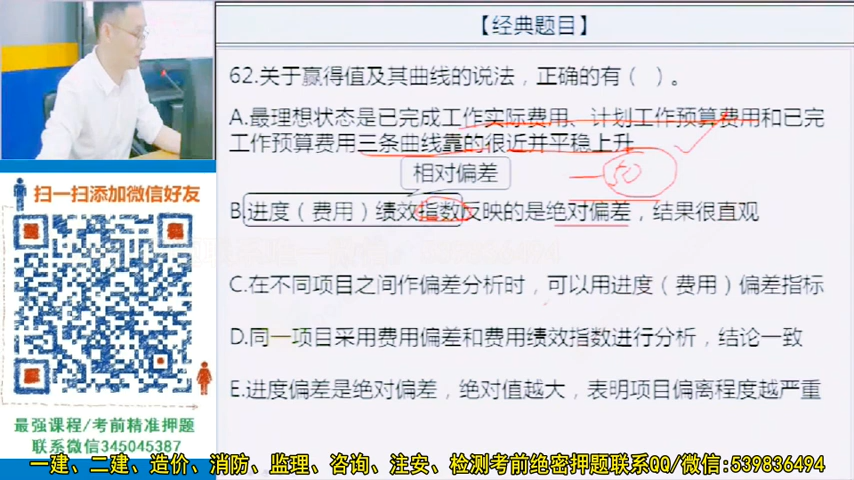 【经典题目】
62.关于赢得值及其曲线的说法，正确的有（ ）。
A.最理想状态是已完成工作实际费用、计划工作预算费用和已完
工作预算费用三条曲线靠的很近并平稳上升
50
相对偏差
B.进度（费用）绩效指数反映的是绝对偏差，结果很直观
C.在不同项目之间作偏差分析时，可以用进度（费用）偏差指标
D.同一项目采用费用偏差和费用绩效指数进行分析，结论一致
E.进度偏差是绝对偏差，绝对值越大，表明项目偏离程度越严重
扫一扫添加微信好友
最强课程/考前精准押题
联系微信345045387
一建、二建、造价、消防、监理、咨询、注安、检测考前绝密押题联系QQ/微信:539836494